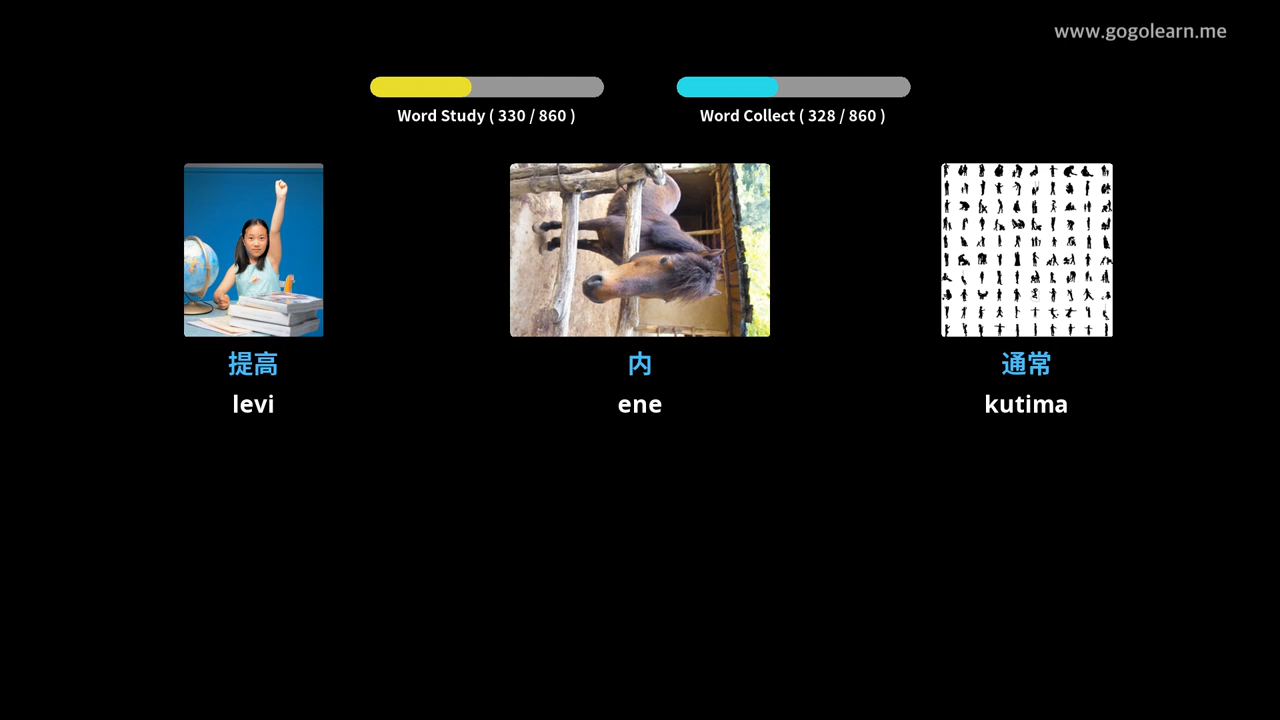 www.gogolearn.me
Word Study ( 330 / 860 )
Word Collect ( 328 / 860 )
提高
内
通常
levi
ene
kutima